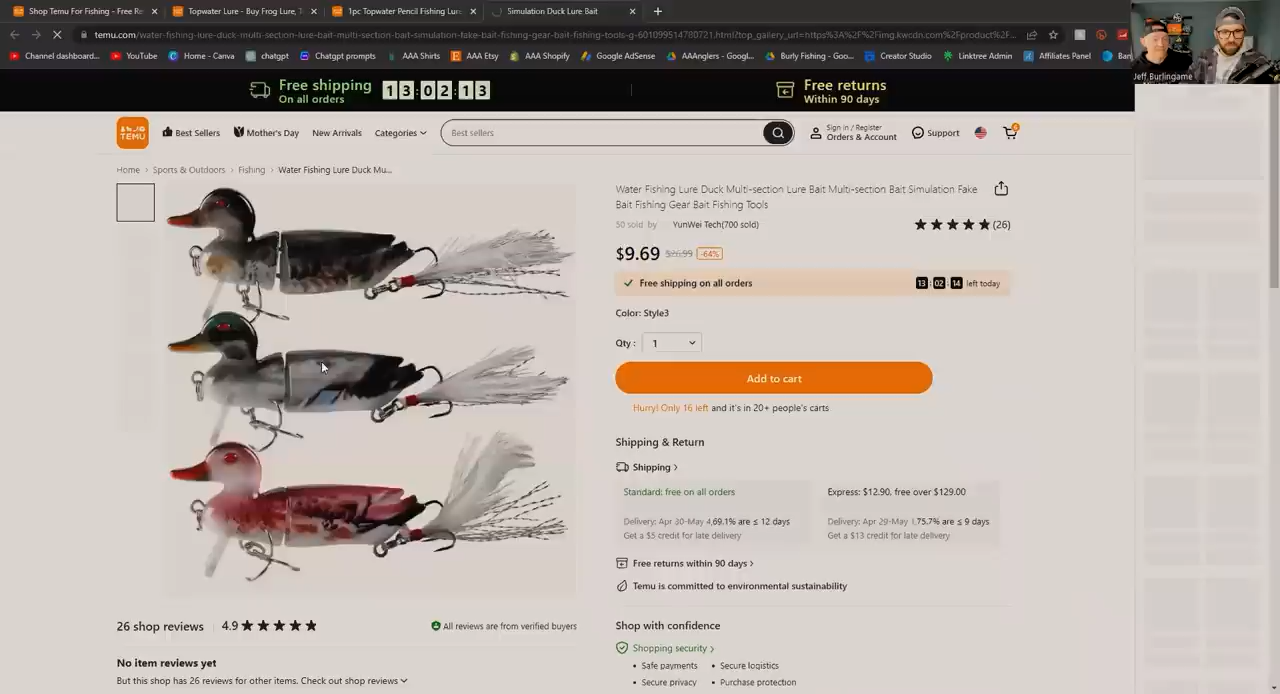 Shop Temu For Fishing - Free Re
Topwater Lure - Buy Frog Lure, T
1pc Topwater Pencil Fishing Lure
Simulation Duck Lure Bait
temu.com/water-fishing-lure-duck-multi-section-lure-bait-multi-section-bait-simulation-fake-bait-fishing-gear-bait-fishing-tools-g-601099514780721.html?top_gallery_url=https%3A%2F%2Fimg.kwcdn.com%2Fproduct%2F...
Channel dashboard...
YouTube
Home - Canva
chatgpt
Chatgpt prompts
AAA Shirts
AAA Etsy
AAA Shopify
Google AdSense
AAAnglers - Googl...
Burly Fishing - Goo...
Creator Studio
Linktree Admin
Affiliates Panel
Ban
Jeff Burlingame
Free shipping
On all orders
13:02:13
Free returns
Within 90 days
TEMU
Best Sellers
Mother's Day
New Arrivals
Categories
Best sellers
Sign in / Register
Orders & Account
Support
Home > Sports & Outdoors > Fishing > Water Fishing Lure Duck Mu...
Water Fishing Lure Duck Multi-section Lure Bait Multi-section Bait Simulation Fake
Bait Fishing Gear Bait Fishing Tools
50 sold by YunWei Tech(700 sold)
(26)
$9.69 $26.99 -64%
Free shipping on all orders
13:02:14 left today
Color: Style3
Qty : 1
Add to cart
Hurry! Only 16 left and it's in 20+ people's carts
Shipping & Return
Shipping >
Standard: free on all orders
Delivery: Apr 30-May 4,69.1% are ≤ 12 days
Get a $5 credit for late delivery
Express: $12.90, free over $129.00
Delivery: Apr 29-May 1,75.7% are ≤ 9 days
Get a $13 credit for late delivery
Free returns within 90 days >
Temu is committed to environmental sustainability
26 shop reviews
4.9
All reviews are from verified buyers
No item reviews yet
But this shop has 26 reviews for other items. Check out shop reviews
Shop with confidence
Shopping security >
• Safe payments • Secure logistics
• Secure privacy • Purchase protection